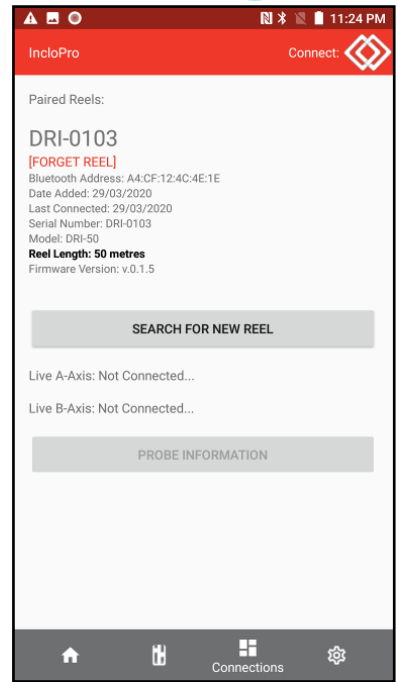 11:24 PM
IncloPro
Connect:
Paired Reels:
DRI-0103
[FORGET REEL]
Bluetooth Address: A4:CF:12:4C:4E:1E
Date Added: 29/03/2020
Last Connected: 29/03/2020
Serial Number: DRI-0103
Model: DRI-50
Reel Length: 50 metres
Firmware Version: v.0.1.5
SEARCH FOR NEW REEL
Live A-Axis: Not Connected...
Live B-Axis: Not Connected...
PROBE INFORMATION
Connections